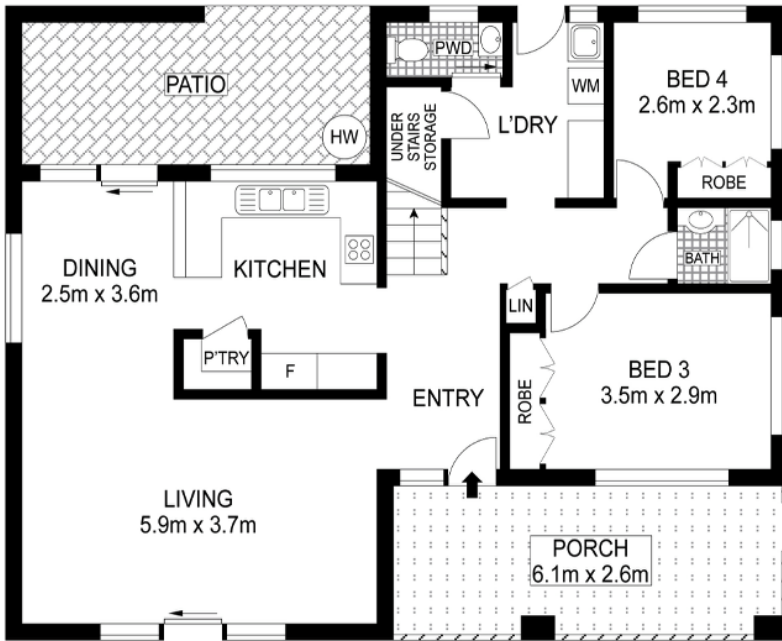 PATIO
HW
PWD
UNDER
STAIRS
STORAGE
L'DRY
WM
BED 4
2.6m x 2.3m
ROBE
DINING
2.5m x 3.6m
KITCHEN
BATH
P'TRY
F
LIN
ENTRY
ROBE
BED 3
3.5m x 2.9m
LIVING
5.9m x 3.7m
PORCH
6.1m x 2.6m